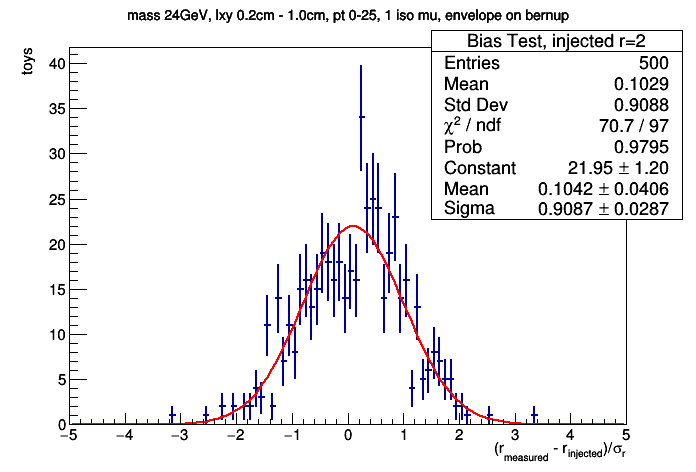 mass 24GeV, lxy 0.2cm - 1.0cm, pt 0-25, 1 iso mu, envelope on bernup
Bias Test, injected r=2
Entries 500
Mean 0.1029
Std Dev 0.9088
χ² / ndf 70.7 / 97
Prob 0.9795
Constant 21.95 ± 1.20
Mean 0.1042 ± 0.0406
Sigma 0.9087 ± 0.0287
toys
40
35
30
25
20
15
10
5
0
−5 −4 −3 −2 −1 0 1 2 3 4 5
(r_measured - r_injected)/σ_r